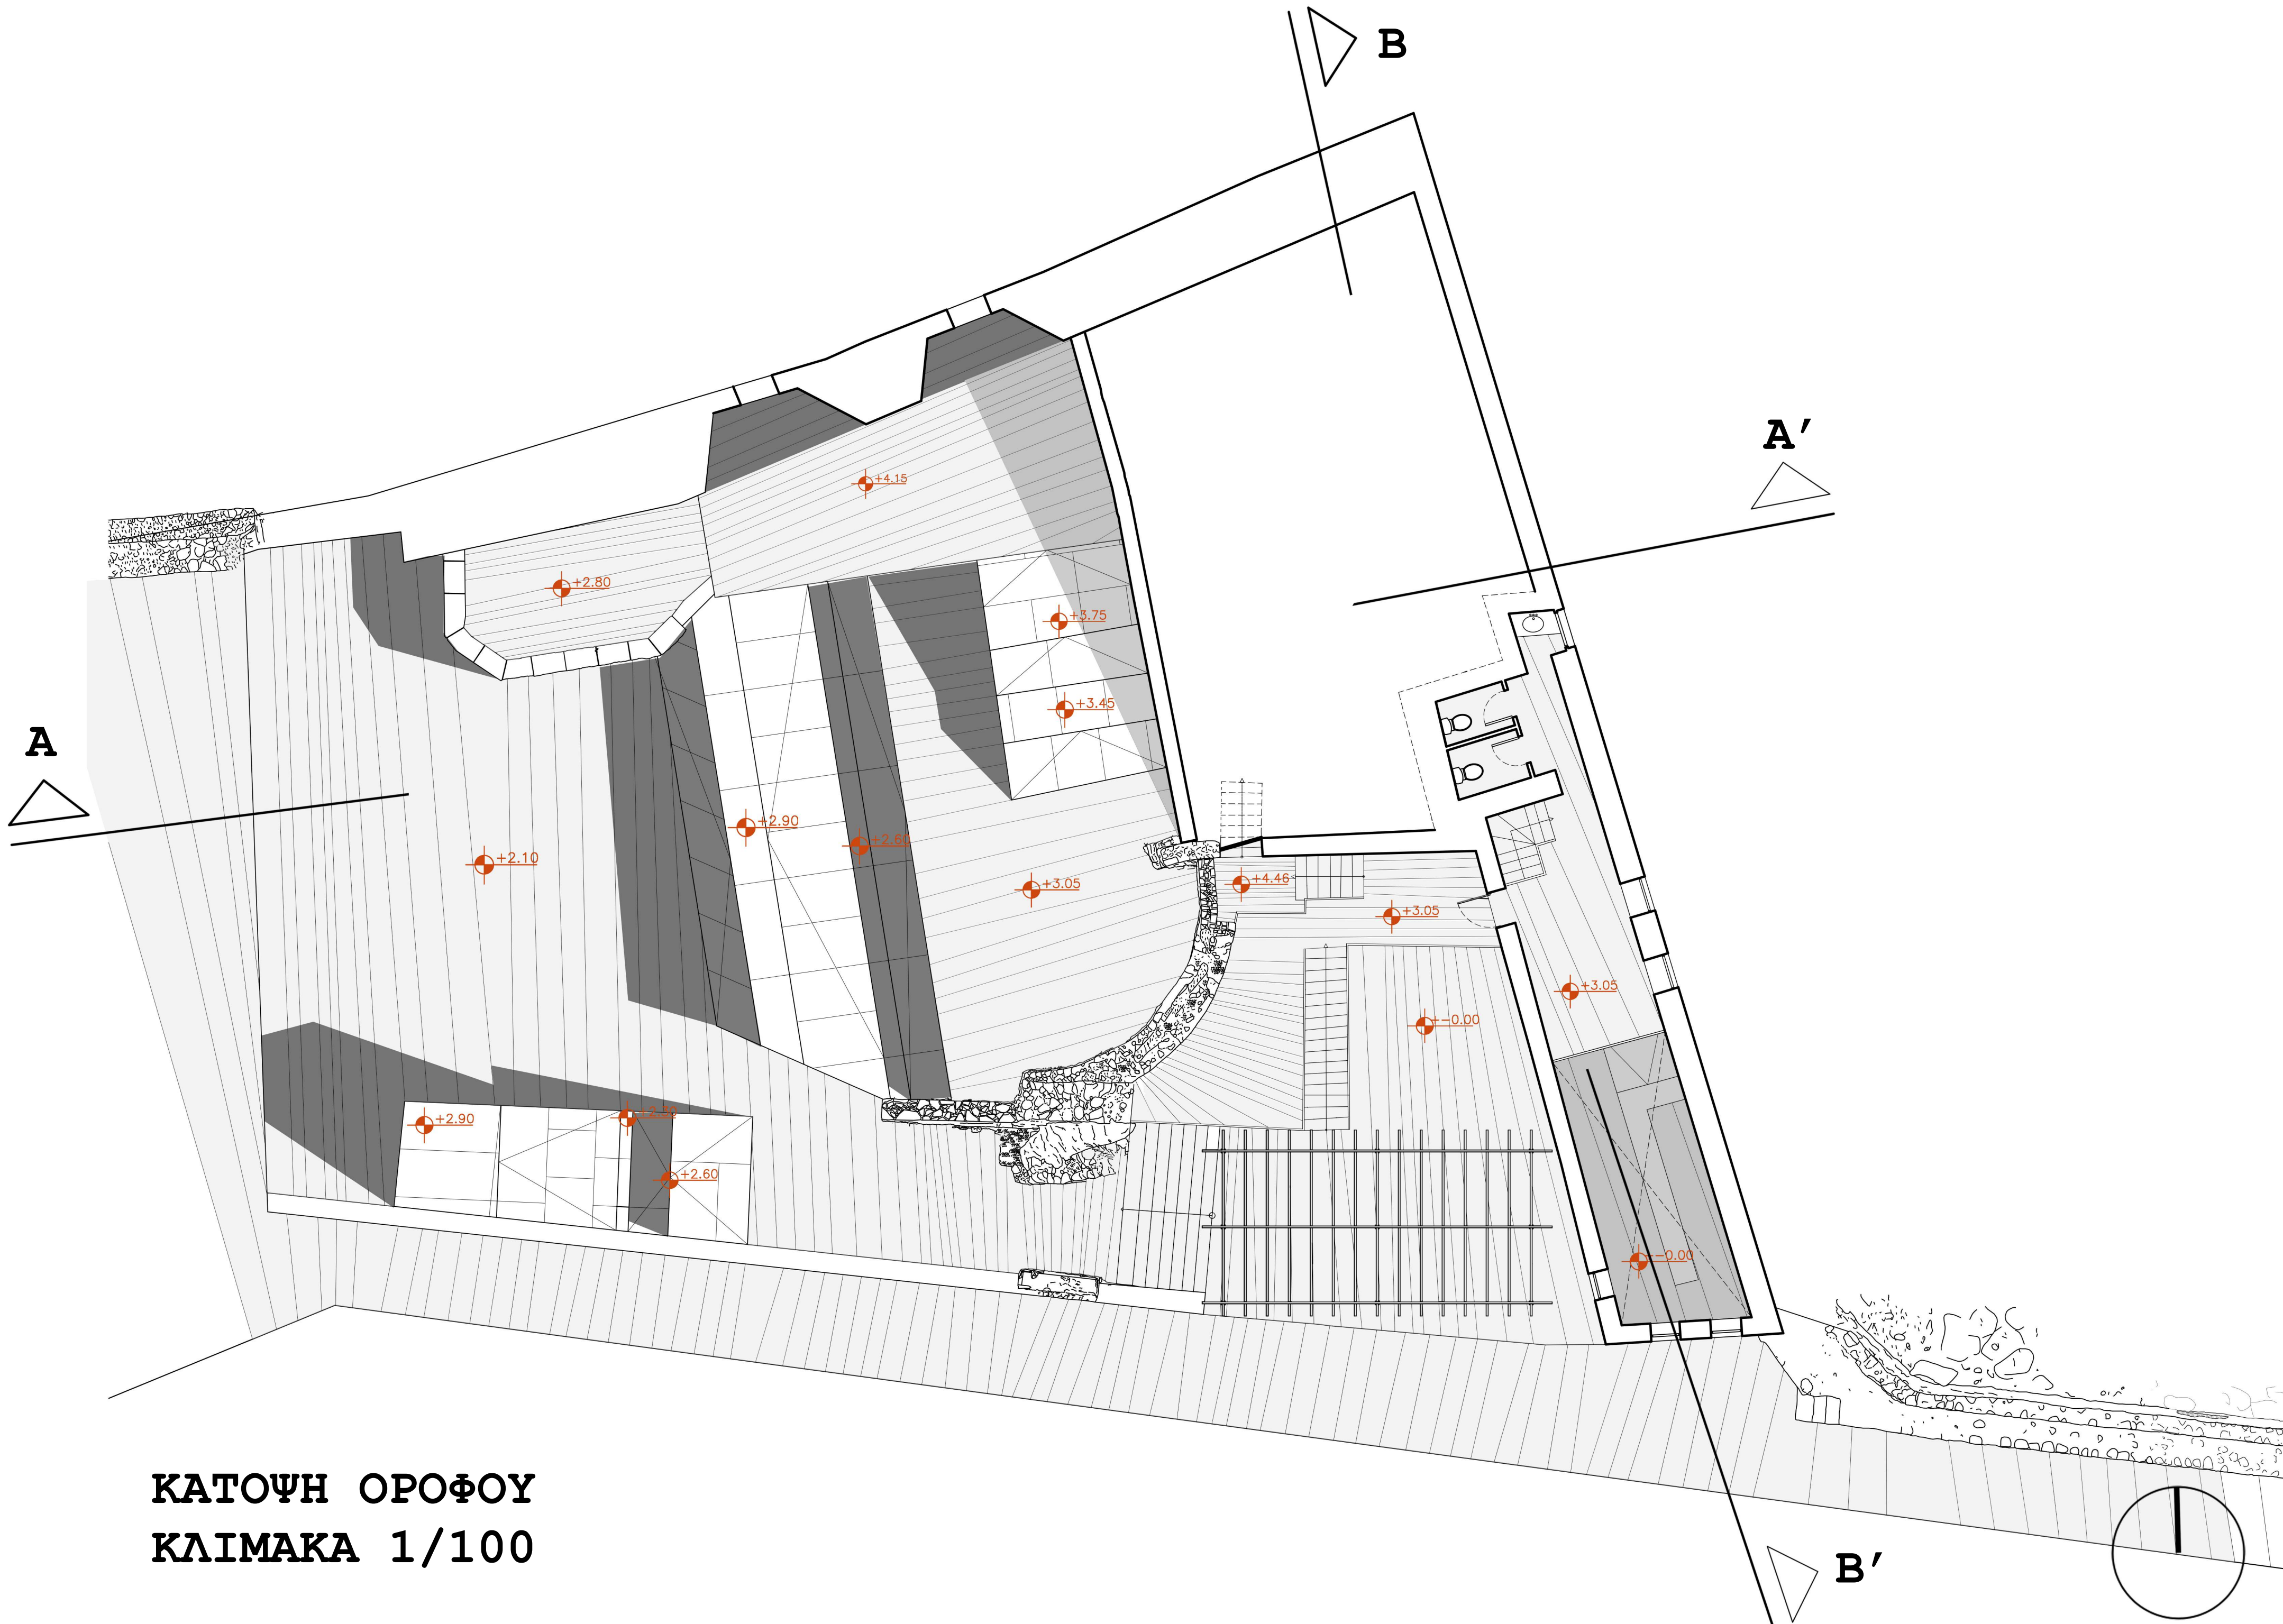 B
A′
+4.15
+2.80
+3.75
+3.45
A
+2.90
+2.10
+3.05
+4.46
+3.05
+3.05
+-0.00
+2.90
+2.60
+-0.00
ΚΑΤΟΨΗ ΟΡΟΦΟΥ
ΚΛΙΜΑΚΑ 1/100
B′